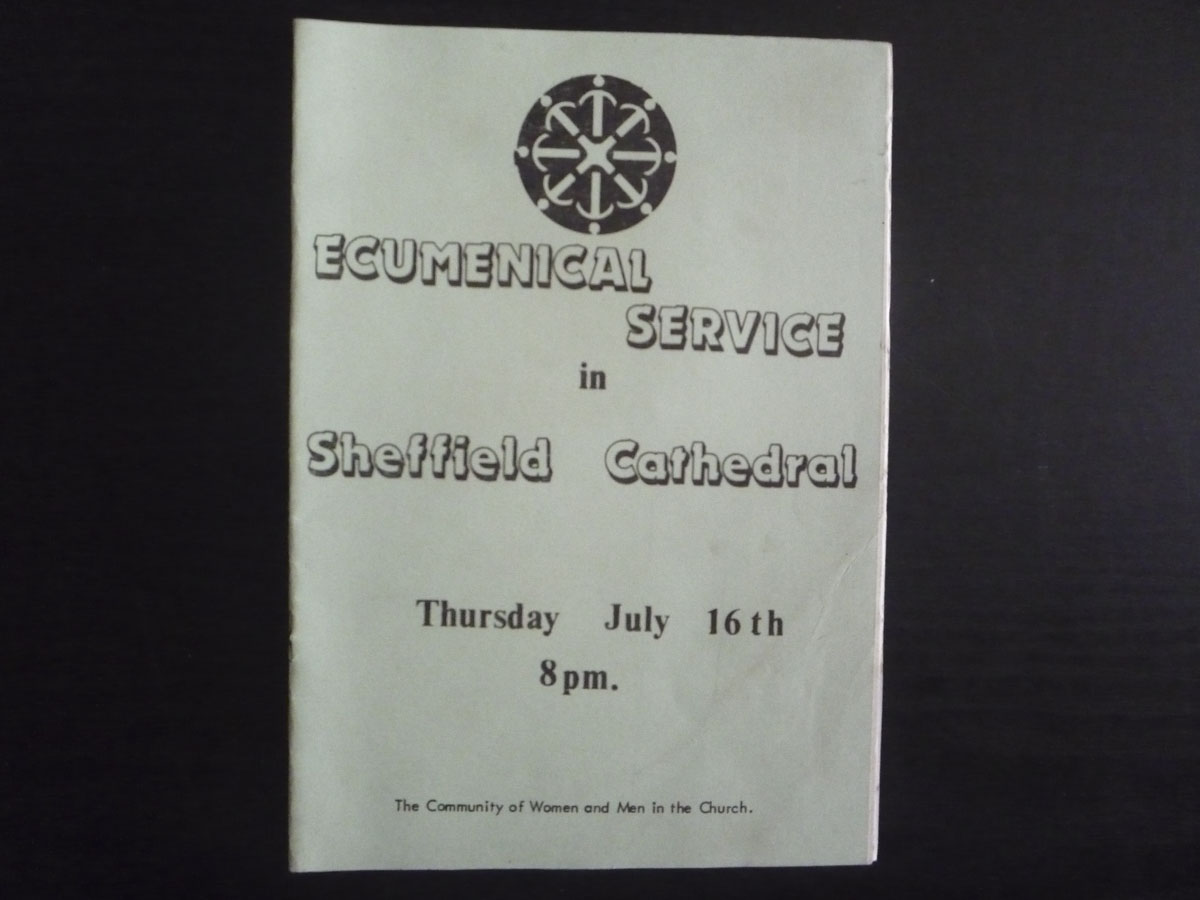 ECUMENICAL
SERVICE
in
Sheffield Cathedral
Thursday July 16th
8pm.
The Community of Women and Men in the Church.